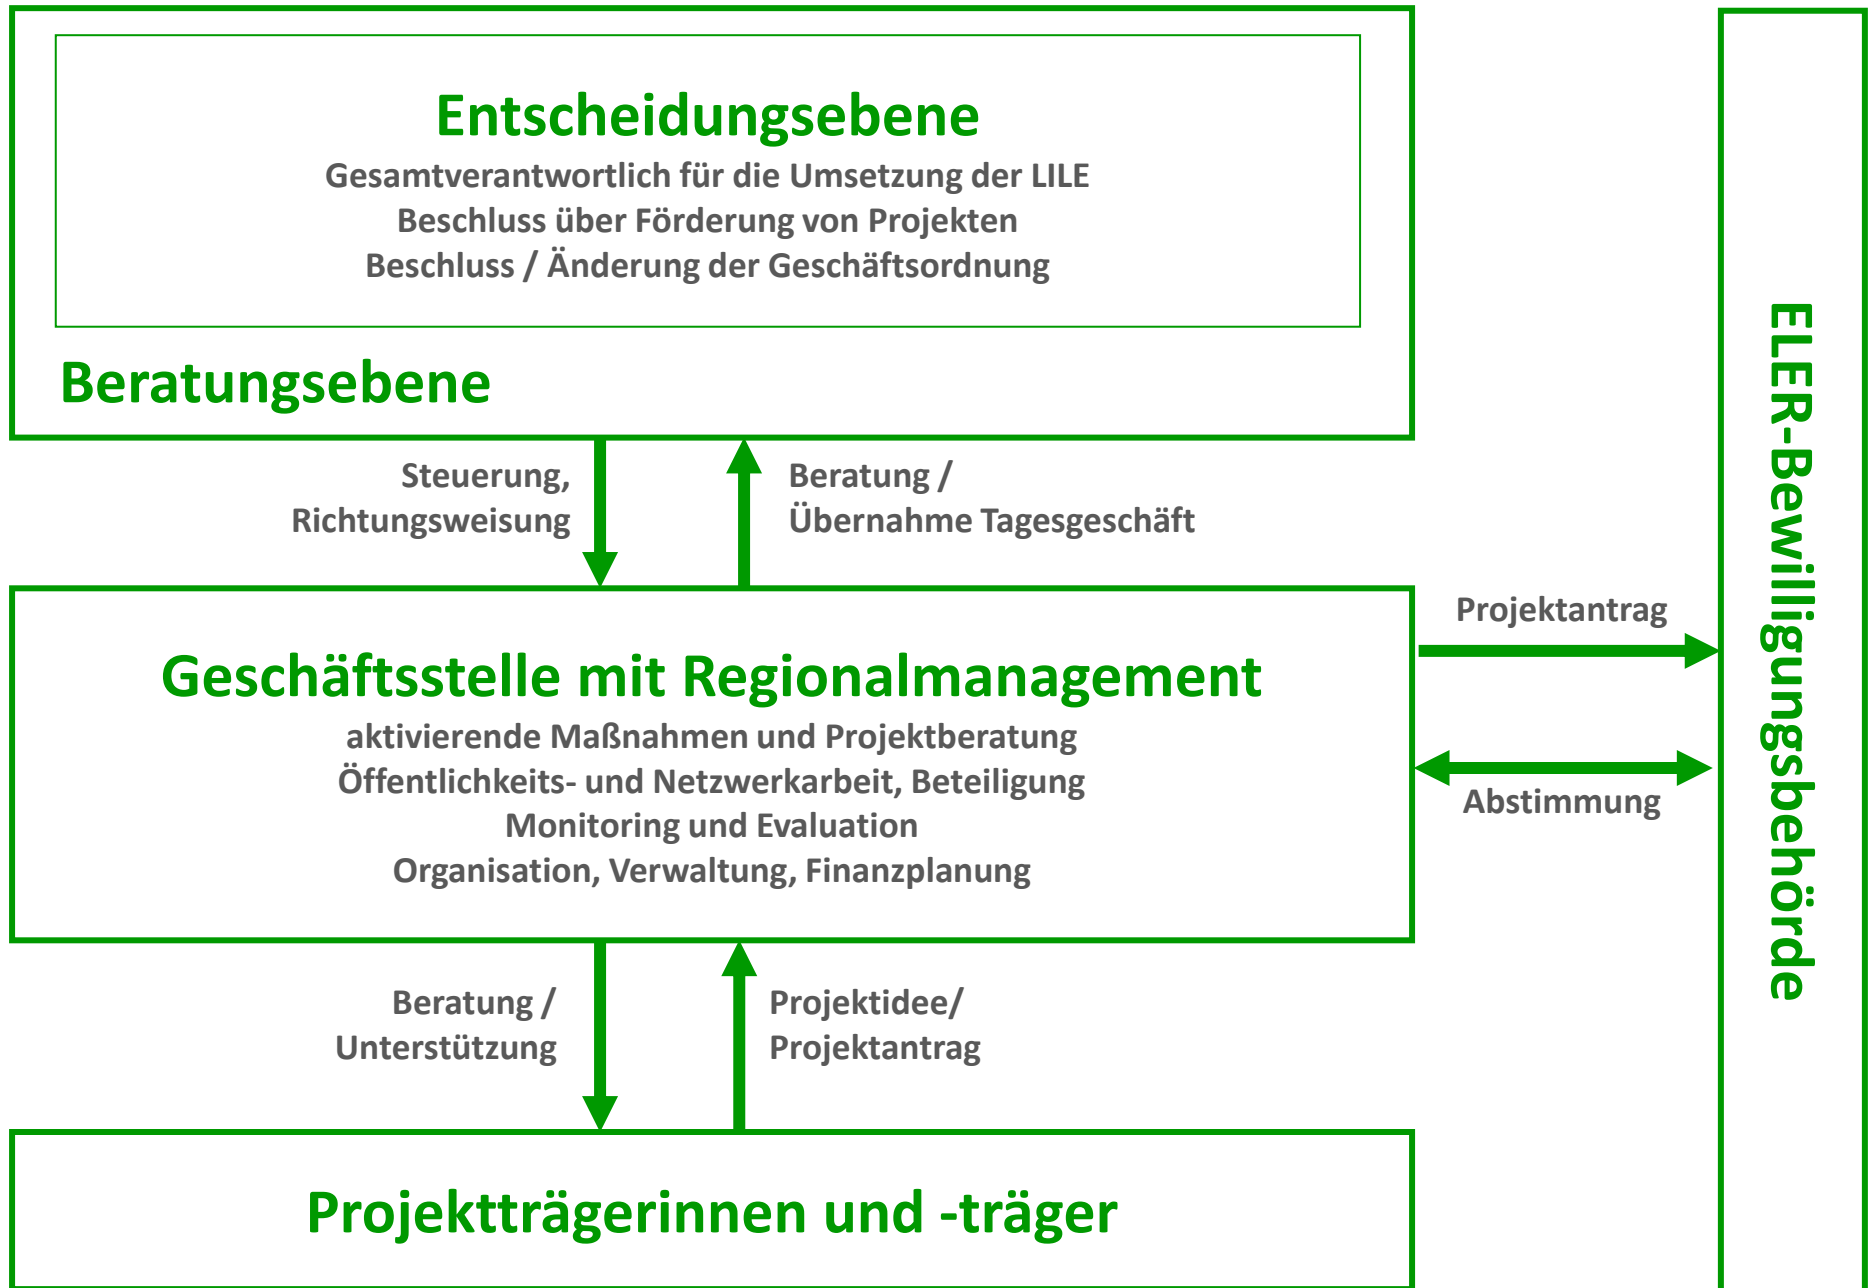 Entscheidungsebene
Gesamtverantwortlich für die Umsetzung der LILE
Beschluss über Förderung von Projekten
Beschluss / Änderung der Geschäftsordnung
Beratungsebene
Steuerung,
Richtungsweisung
Beratung /
Übernahme Tagesgeschäft
Geschäftsstelle mit Regionalmanagement
aktivierende Maßnahmen und Projektberatung
Öffentlichkeits- und Netzwerkarbeit, Beteiligung
Monitoring und Evaluation
Organisation, Verwaltung, Finanzplanung
Projektantrag
Abstimmung
Beratung /
Unterstützung
Projektidee/
Projektantrag
Projektträgerinnen und -träger
ELER-Bewilligungsbehörde